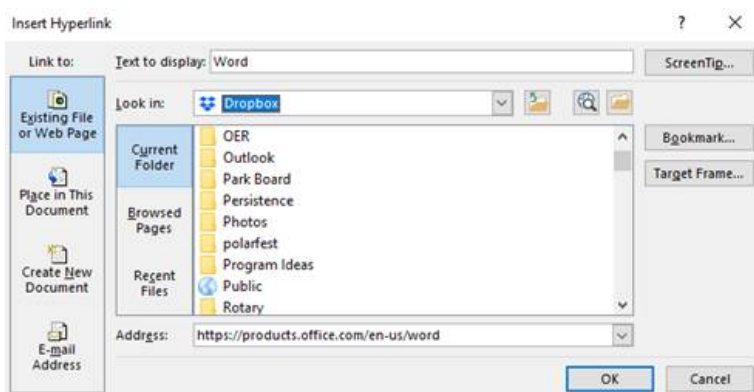 Insert Hyperlink
? ×
Link to:
Text to display: Word
ScreenTip...
Existing File
or Web Page
Look in: Dropbox
Bookmark...
Target Frame...
Place in This
Document
Create New
Document
E-mail
Address
Current
Folder
Browsed
Pages
Recent
Files
OER
Outlook
Park Board
Persistence
Photos
polarfest
Program Ideas
Public
Rotary
Address: https://products.office.com/en-us/word
OK
Cancel